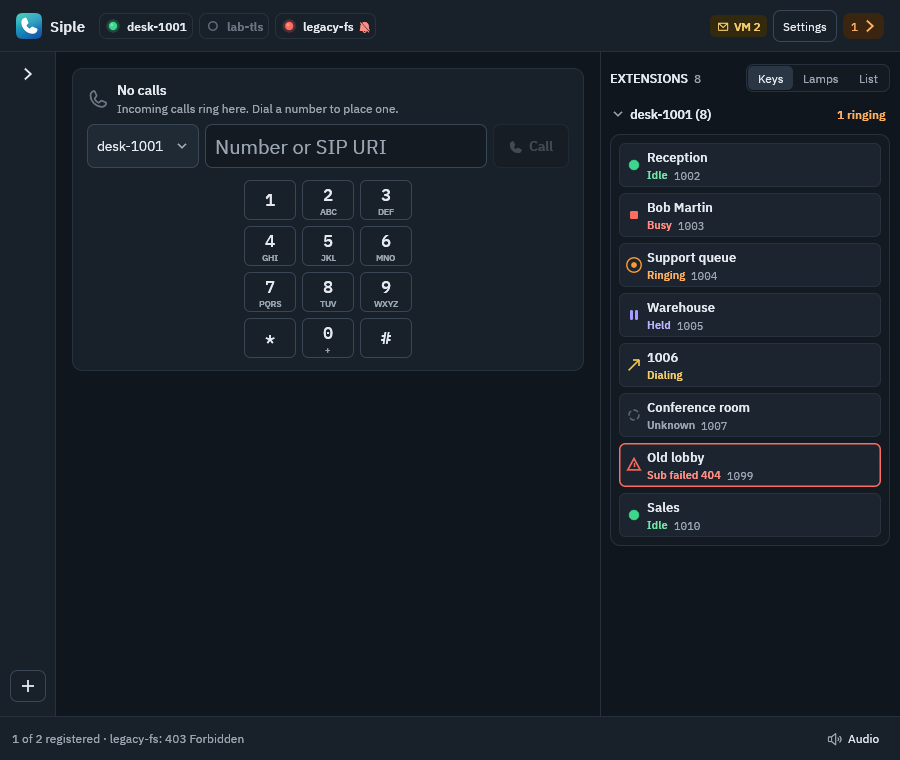 Siple desk-1001 lab-tls legacy-fs VM 2 Settings 1
No calls
Incoming calls ring here. Dial a number to place one.
desk-1001 Number or SIP URI Call
1 2 ABC 3 DEF
4 GHI 5 JKL 6 MNO
7 PQRS 8 TUV 9 WXYZ
* 0 + #
EXTENSIONS 8 Keys Lamps List
desk-1001 (8) 1 ringing
Reception
Idle 1002
Bob Martin
Busy 1003
Support queue
Ringing 1004
Warehouse
Held 1005
1006
Dialing
Conference room
Unknown 1007
Old lobby
Sub failed 404 1099
Sales
Idle 1010
1 of 2 registered · legacy-fs: 403 Forbidden Audio